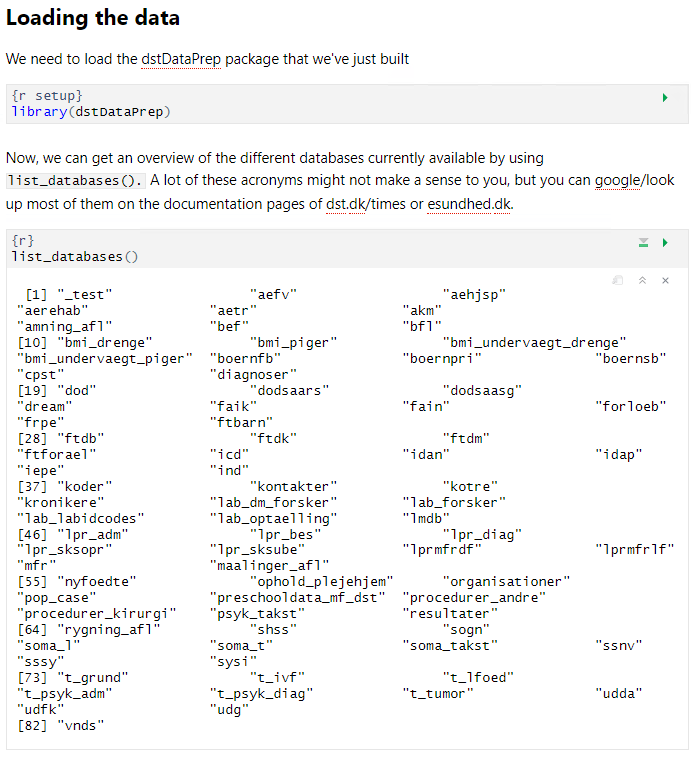 Loading the data
We need to load the dstDataPrep package that we've just built
{r setup}
library(dstDataPrep)
Now, we can get an overview of the different databases currently available by using
list_databases(). A lot of these acronyms might not make a sense to you, but you can google/look
up most of them on the documentation pages of dst.dk/times or esundhed.dk.
{r}
list_databases()
[1] "_test" "aefv" "aehjsp"
"aerehab" "aetr" "akm"
"amning_afl" "bef" "bfl"
[10] "bmi_drenge" "bmi_piger" "bmi_undervaegt_drenge"
"bmi_undervaegt_piger" "boernfb" "boernpri" "boernsb"
"cpst" "diagnoser"
[19] "dod" "dodsaars" "dodsaasg"
"dream" "faik" "fain" "forloeb"
"frpe" "ftbarn"
[28] "ftdb" "ftdk" "ftdm"
"ftforael" "icd" "idan" "idap"
"iepe" "ind"
[37] "koder" "kontakter" "kotre"
"kronikere" "lab_dm_forsker" "lab_forsker"
"lab_labidcodes" "lab_optaelling" "lmdb"
[46] "lpr_adm" "lpr_bes" "lpr_diag"
"lpr_sksopr" "lpr_sksube" "lprmfrdf" "lprmfrlf"
"mfr" "maalinger_afl"
[55] "nyfoedte" "ophold_plejehjem" "organisationer"
"pop_case" "preschooldata_mf_dst" "procedurer_andre"
"procedurer_kirurgi" "psyk_takst" "resultater"
[64] "rygning_afl" "shss" "sogn"
"soma_l" "soma_t" "soma_takst" "ssnv"
"sssy" "sysi"
[73] "t_grund" "t_ivf" "t_lfoed"
"t_psyk_adm" "t_psyk_diag" "t_tumor" "udda"
"udfk" "udg"
[82] "vnds"